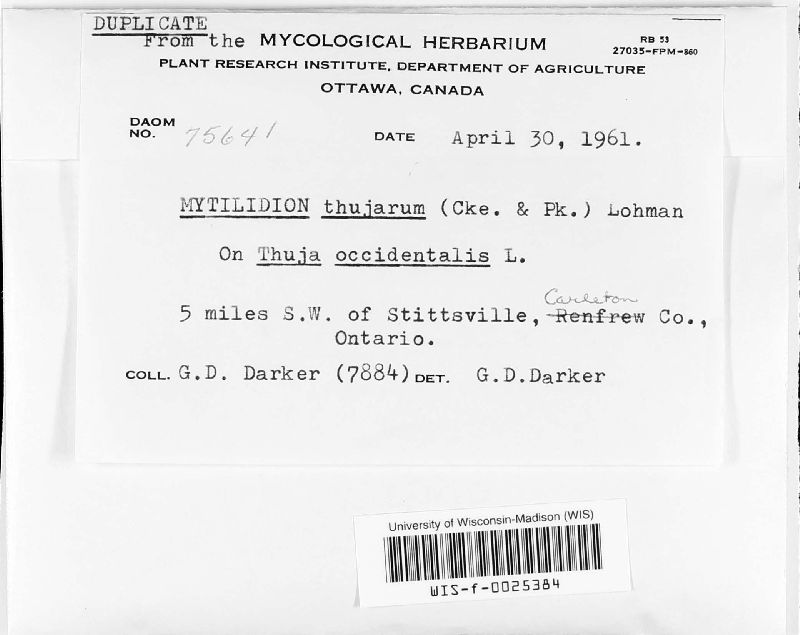 DUPLICATE
From the MYCOLOGICAL HERBARIUM
RB 53
27035-FPM-860
PLANT RESEARCH INSTITUTE, DEPARTMENT OF AGRICULTURE
OTTAWA, CANADA
DAOM
NO. 75641
DATE April 30, 1961.
MYTILIDION thujarum (Cke. & Pk.) Lohman
On Thuja occidentalis L.
Carleton
5 miles S.W. of Stittsville, Renfrew Co.,
Ontario.
COLL. G.D. Darker (7884) DET. G.D.Darker
University of Wisconsin-Madison (WIS)
WIS-f-0025384